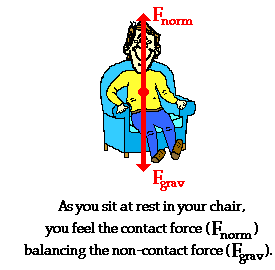 Fnorm
Fgrav
As you sit at rest in your chair,
you feel the contact force (Fnorm)
balancing the non-contact force (Fgrav).